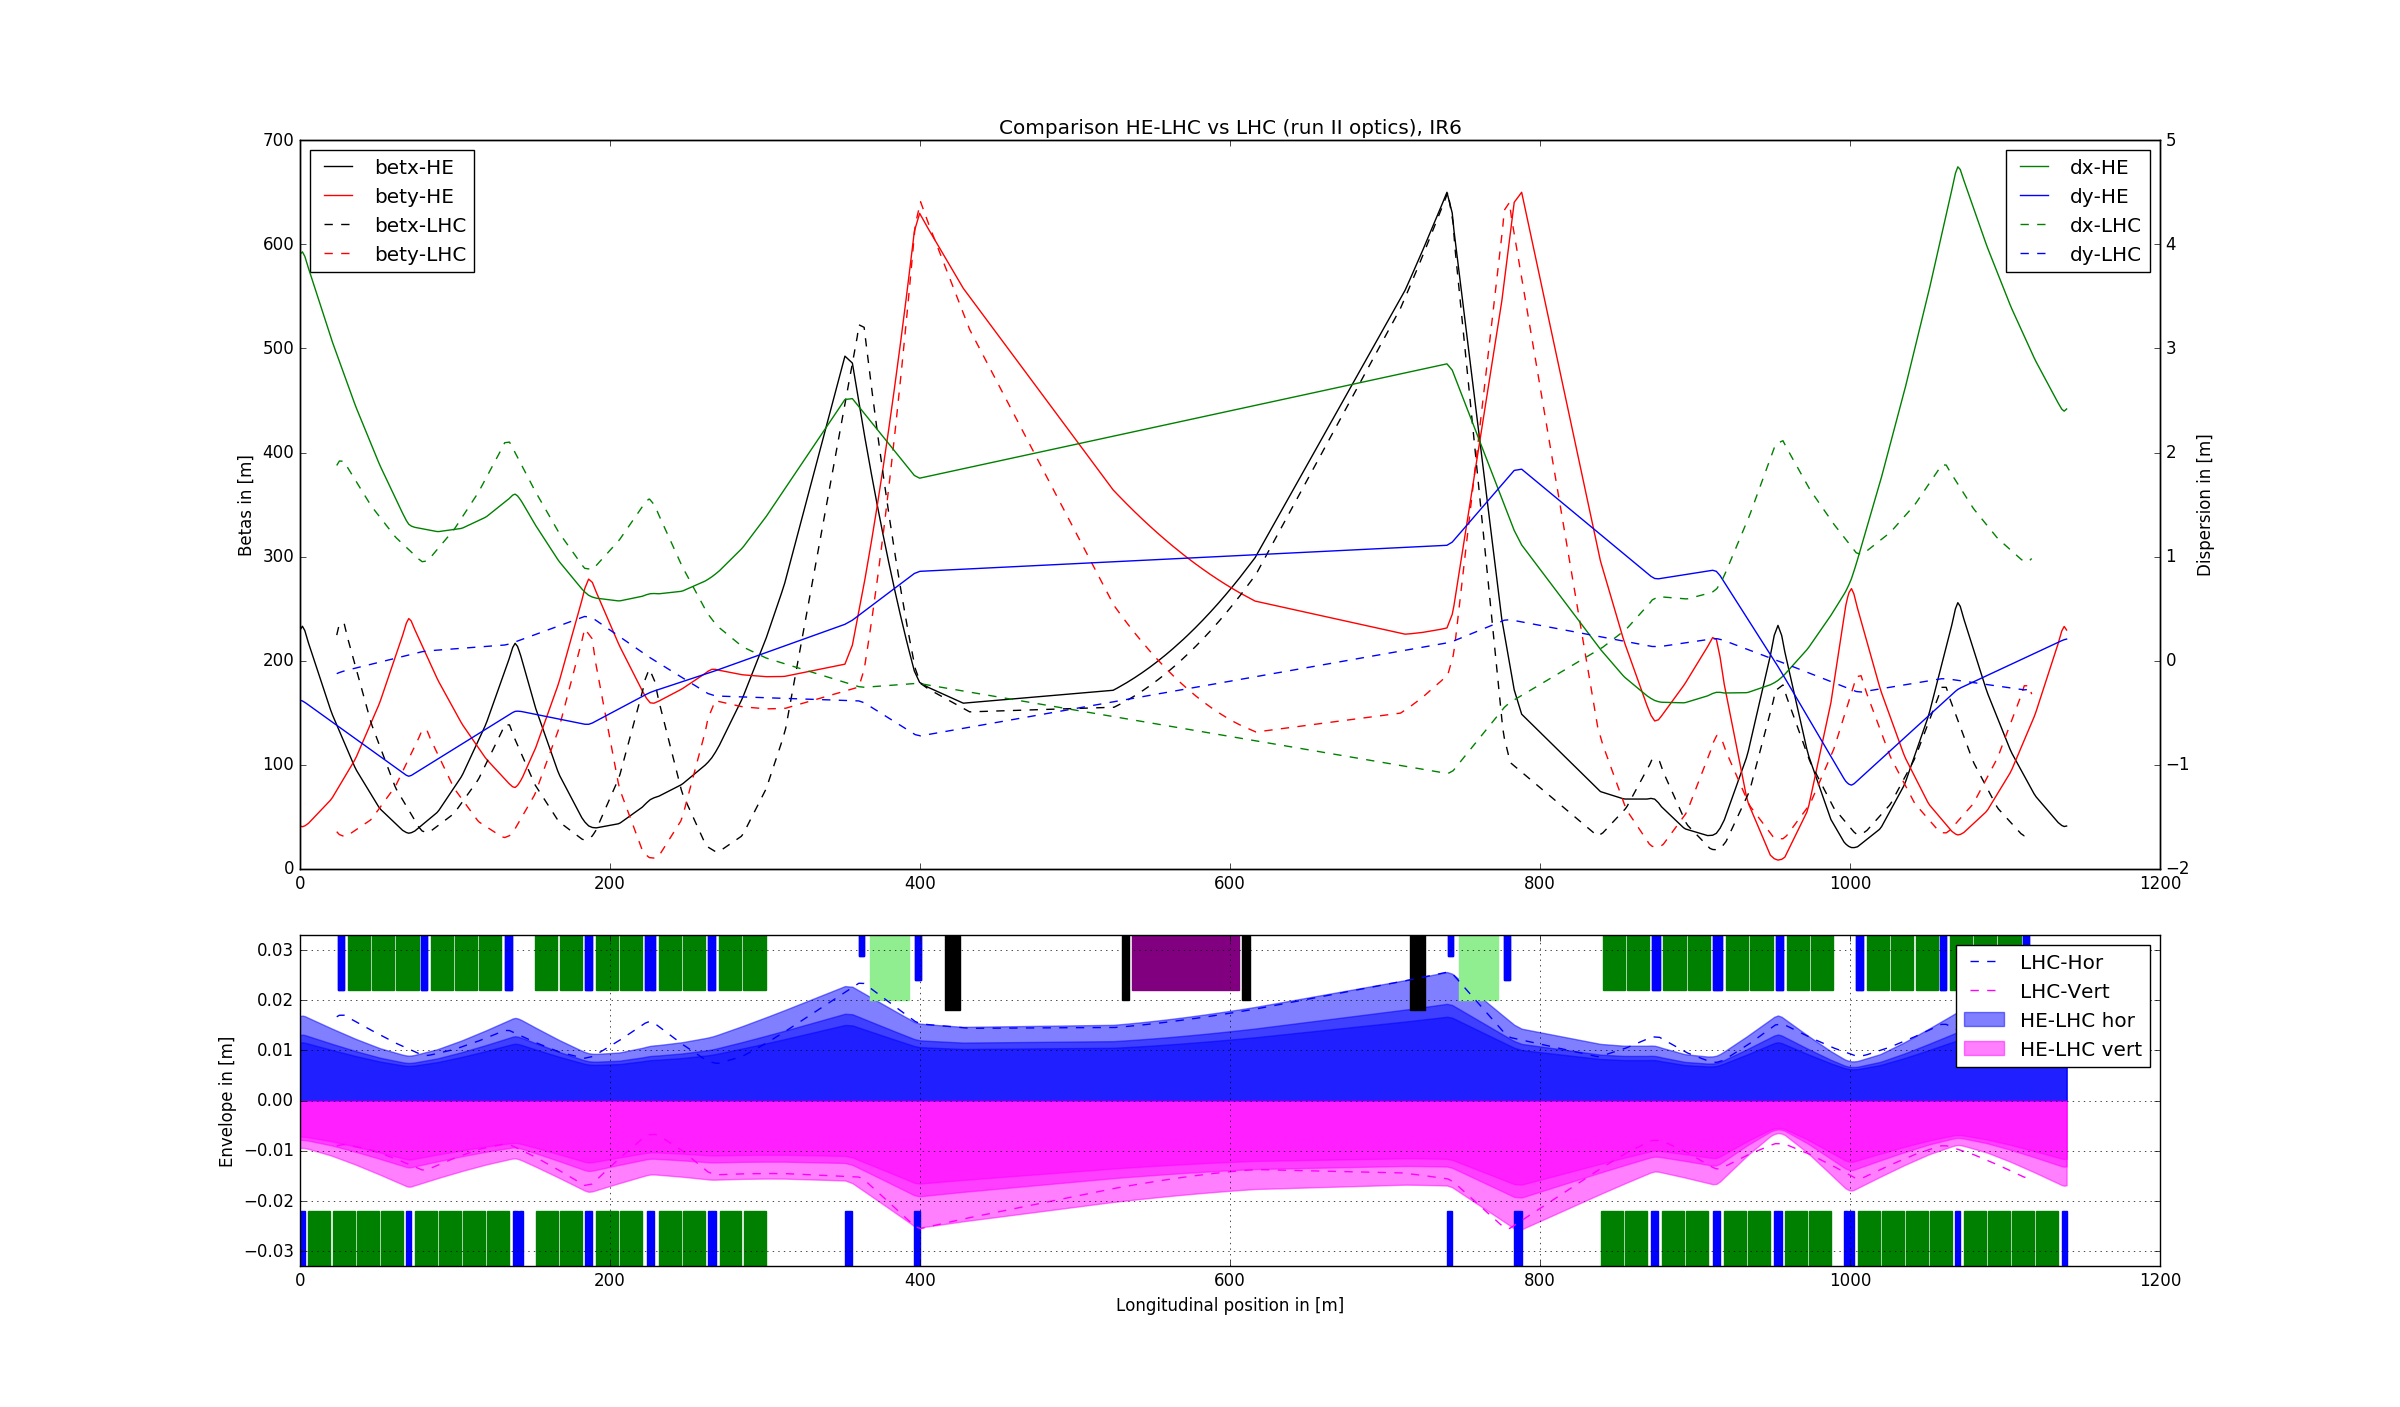 Comparison HE-LHC vs LHC (run II optics), IR6
700
600
500
400
300
200
100
0
Betas in [m]
betx-HE
bety-HE
betx-LHC
bety-LHC
dx-HE
dy-HE
dx-LHC
dy-LHC
5
4
3
2
1
0
−1
−2
Dispersion in [m]
0 200 400 600 800 1000 1200
0.03
0.02
0.01
0.00
−0.01
−0.02
−0.03
Envelope in [m]
LHC-Hor
LHC-Vert
HE-LHC hor
HE-LHC vert
0 200 400 600 800 1000 1200
Longitudinal position in [m]